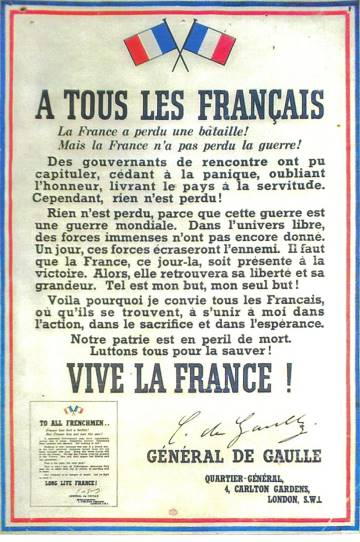 A TOUS LES FRANÇAIS
La France a perdu une bàtaille!
Mais la France n'a pas perdu la guerre!
Des gouvernants de rencontre ont pu
capituler, cédant à la panique, oubliant
l'honneur, livrant le pays à la servitude.
Cependant, rien n'est perdu!
Rien n'est perdu, parce que cette guerre est
une guerre mondiale. Dans l'univers libre,
des forces immenses n'ont pas encore donné.
Un jour, ces forces écraseront l'ennemi. Il faut
que la France, ce jour-là, soit présente à la
victoire. Alors, elle retrouvera sa liberté et sa
grandeur. Tel est mon but, mon seul but!
Voilà pourquoi je convie tous les Francais,
où qu'ils se trouvent, à s'unir à moi dans
l'action, dans le sacrifice et dans l'espérance.
Notre patrie est en peril de mort.
Luttons tous pour la sauver!
VIVE LA FRANCE !
TO ALL FRENCHMEN..
LONG LIVE FRANCE!
C. de Gaulle
GÉNÉRAL DE GAULLE
QUARTIER-GÉNÉRAL,
4, CARLTON GARDENS,
LONDON, S.W.1.